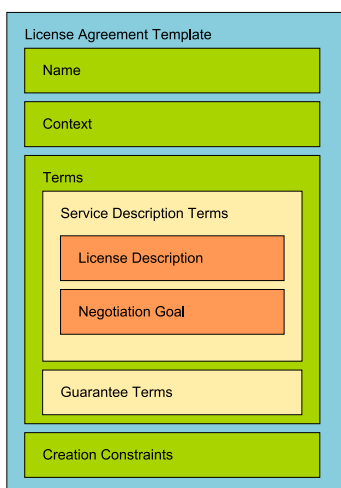 License Agreement Template
Name
Context
Terms
Service Description Terms
License Description
Negotiation Goal
Guarantee Terms
Creation Constraints